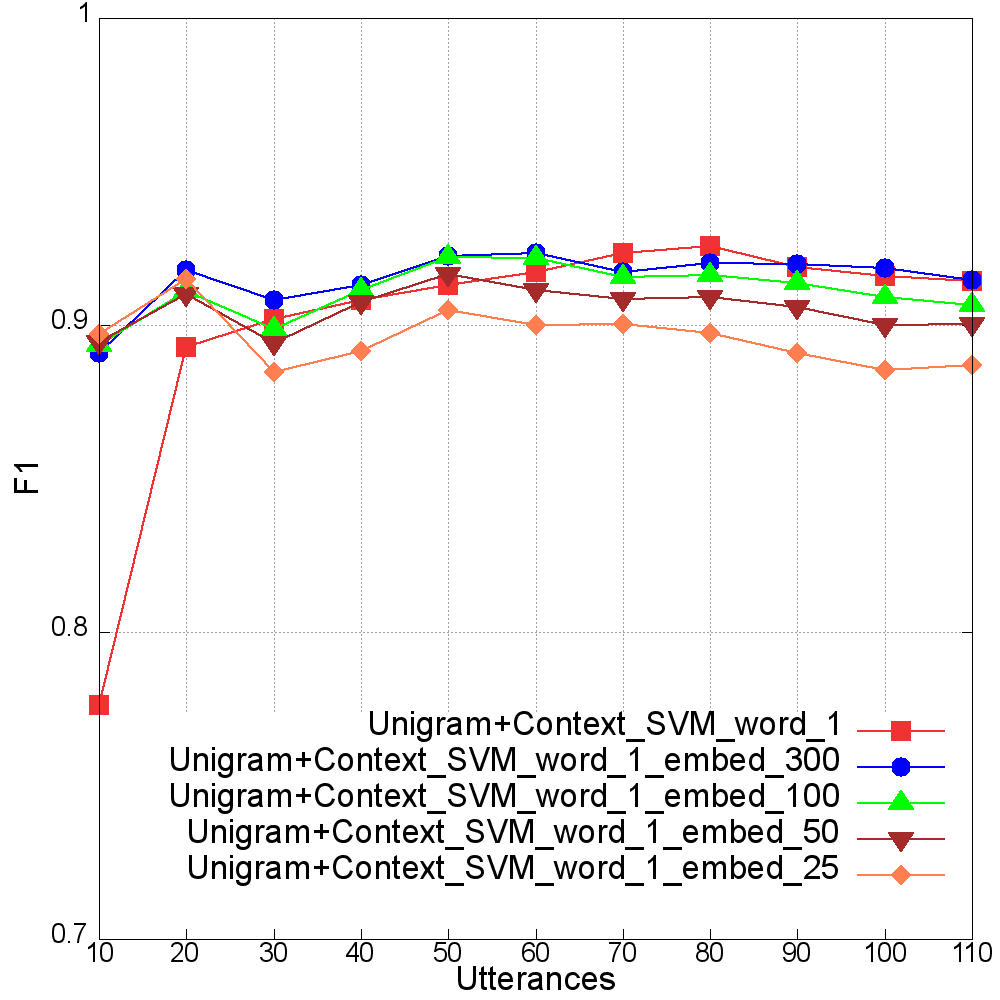 1
0.9
0.8
0.7
F1
Unigram+Context_SVM_word_1
Unigram+Context_SVM_word_1_embed_300
Unigram+Context_SVM_word_1_embed_100
Unigram+Context_SVM_word_1_embed_50
Unigram+Context_SVM_word_1_embed_25
10 20 30 40 50 60 70 80 90 100 110
Utterances